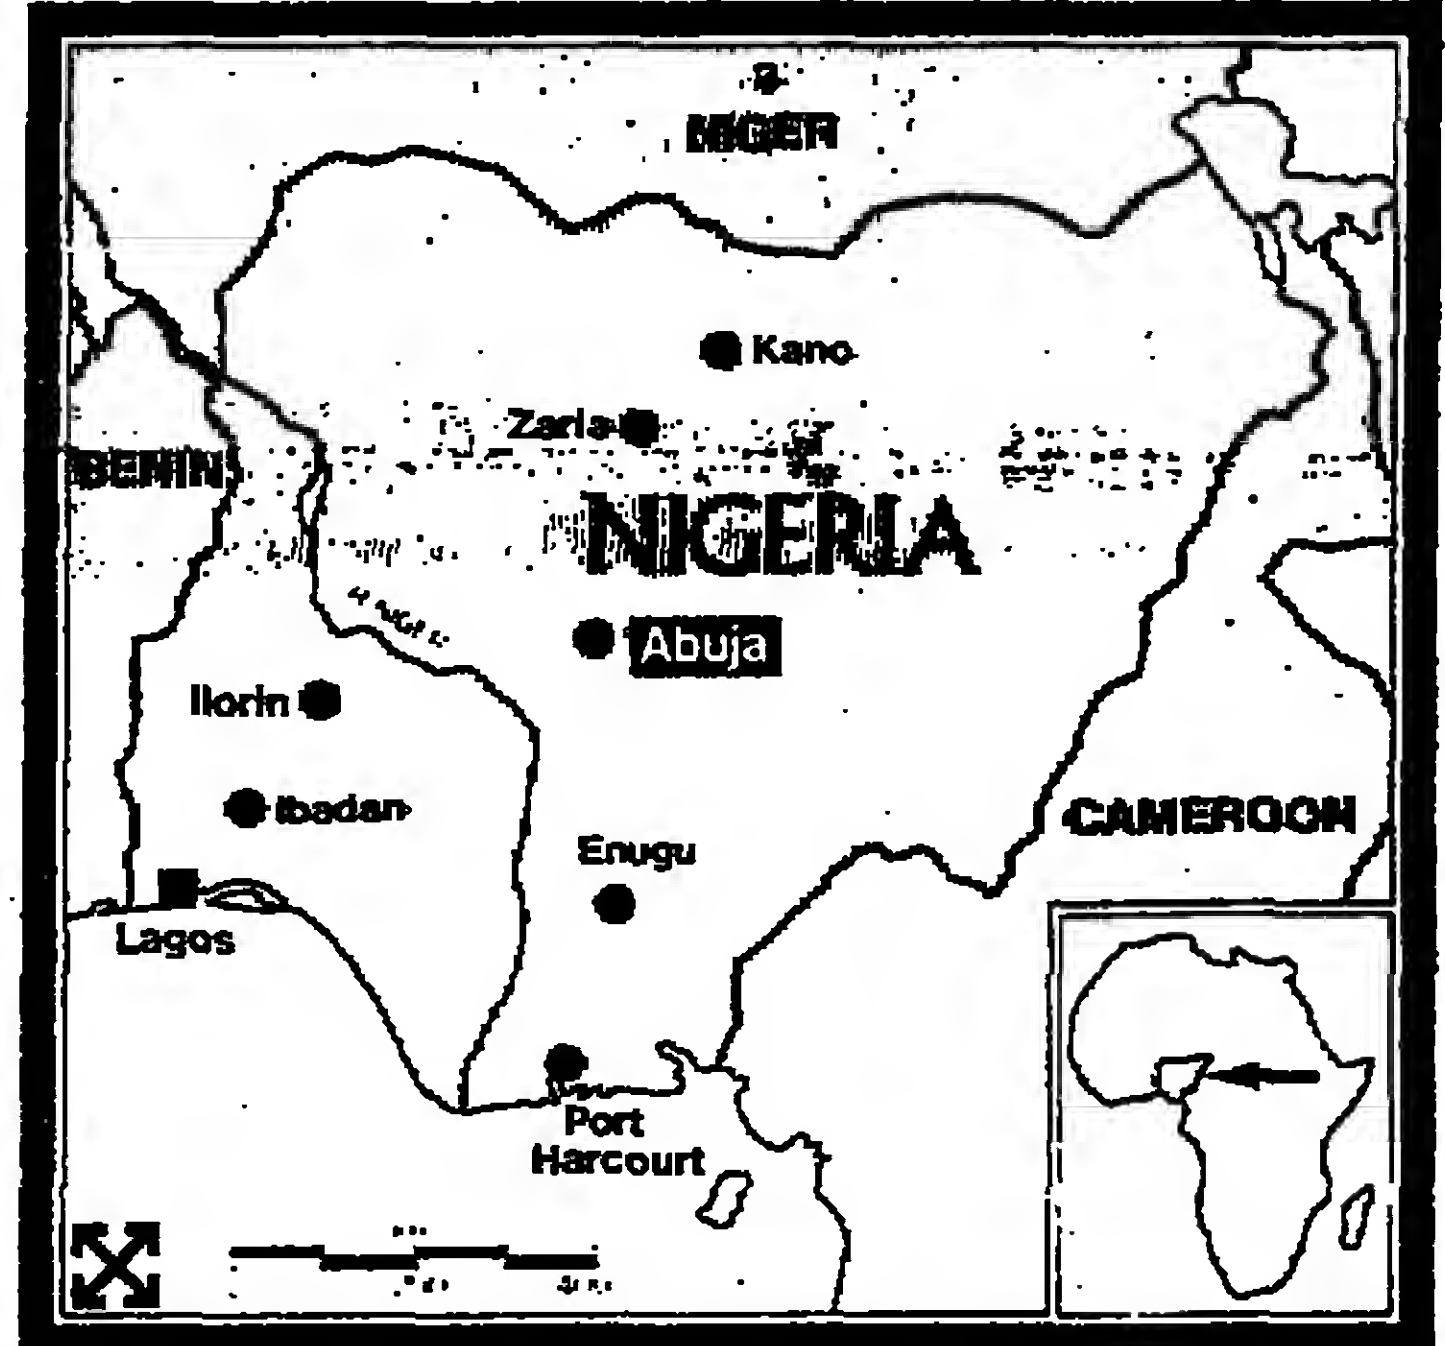 NIGER
Kano
Zaria
BENIN
NIGERIA
Abuja
Ilorin
Ibadan
CAMEROON
Enugu
Lagos
Port
Harcourt